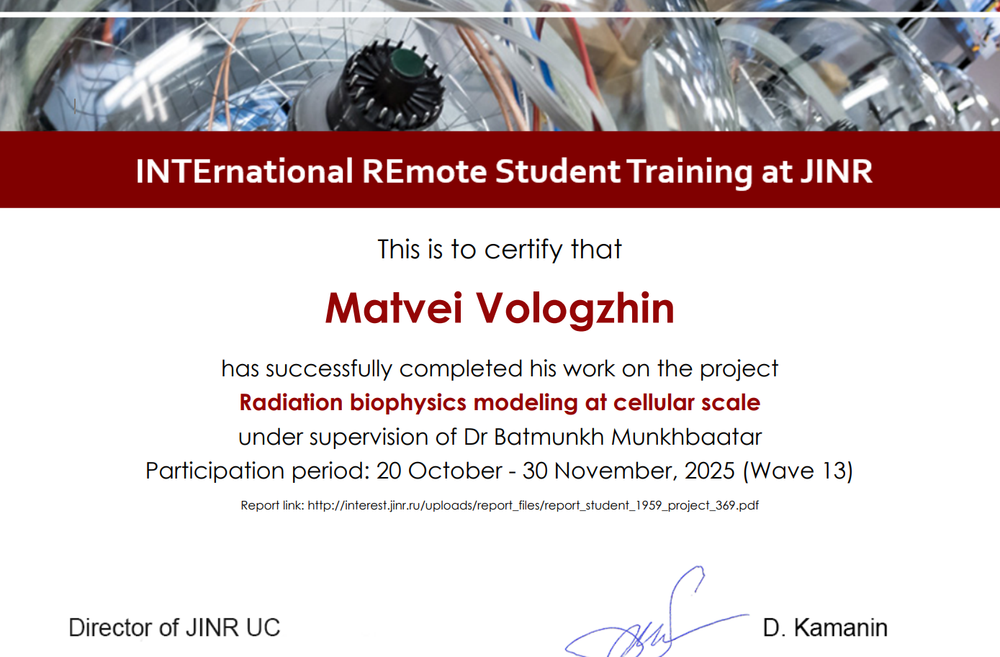 INTErnational REmote Student Training at JINR
This is to certify that
Matvei Vologzhin
has successfully completed his work on the project
Radiation biophysics modeling at cellular scale
under supervision of Dr Batmunkh Munkhbaatar
Participation period: 20 October - 30 November, 2025 (Wave 13)
Report link: http://interest.jinr.ru/uploads/report_files/report_student_1959_project_369.pdf
Director of JINR UC
D. Kamanin